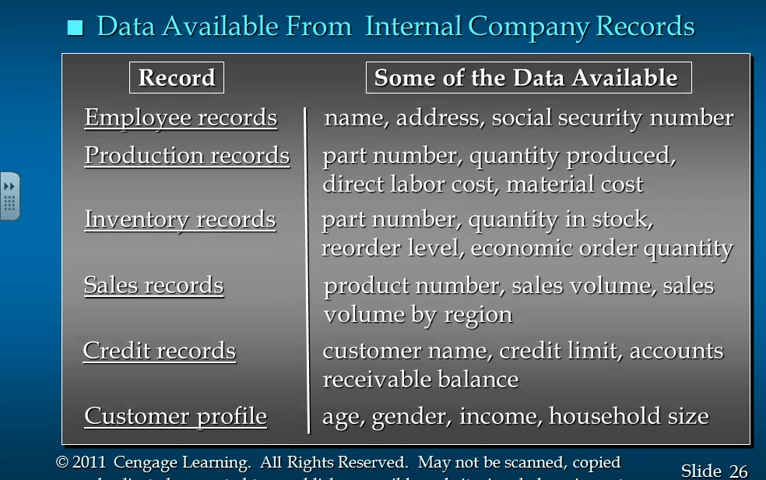 Data Available From Internal Company Records
Record
Some of the Data Available
Employee records
name, address, social security number
Production records
part number, quantity produced,
direct labor cost, material cost
Inventory records
part number, quantity in stock,
reorder level, economic order quantity
Sales records
product number, sales volume, sales
volume by region
Credit records
customer name, credit limit, accounts
receivable balance
Customer profile
age, gender, income, household size
© 2011 Cengage Learning. All Rights Reserved. May not be scanned, copied
Slide 26